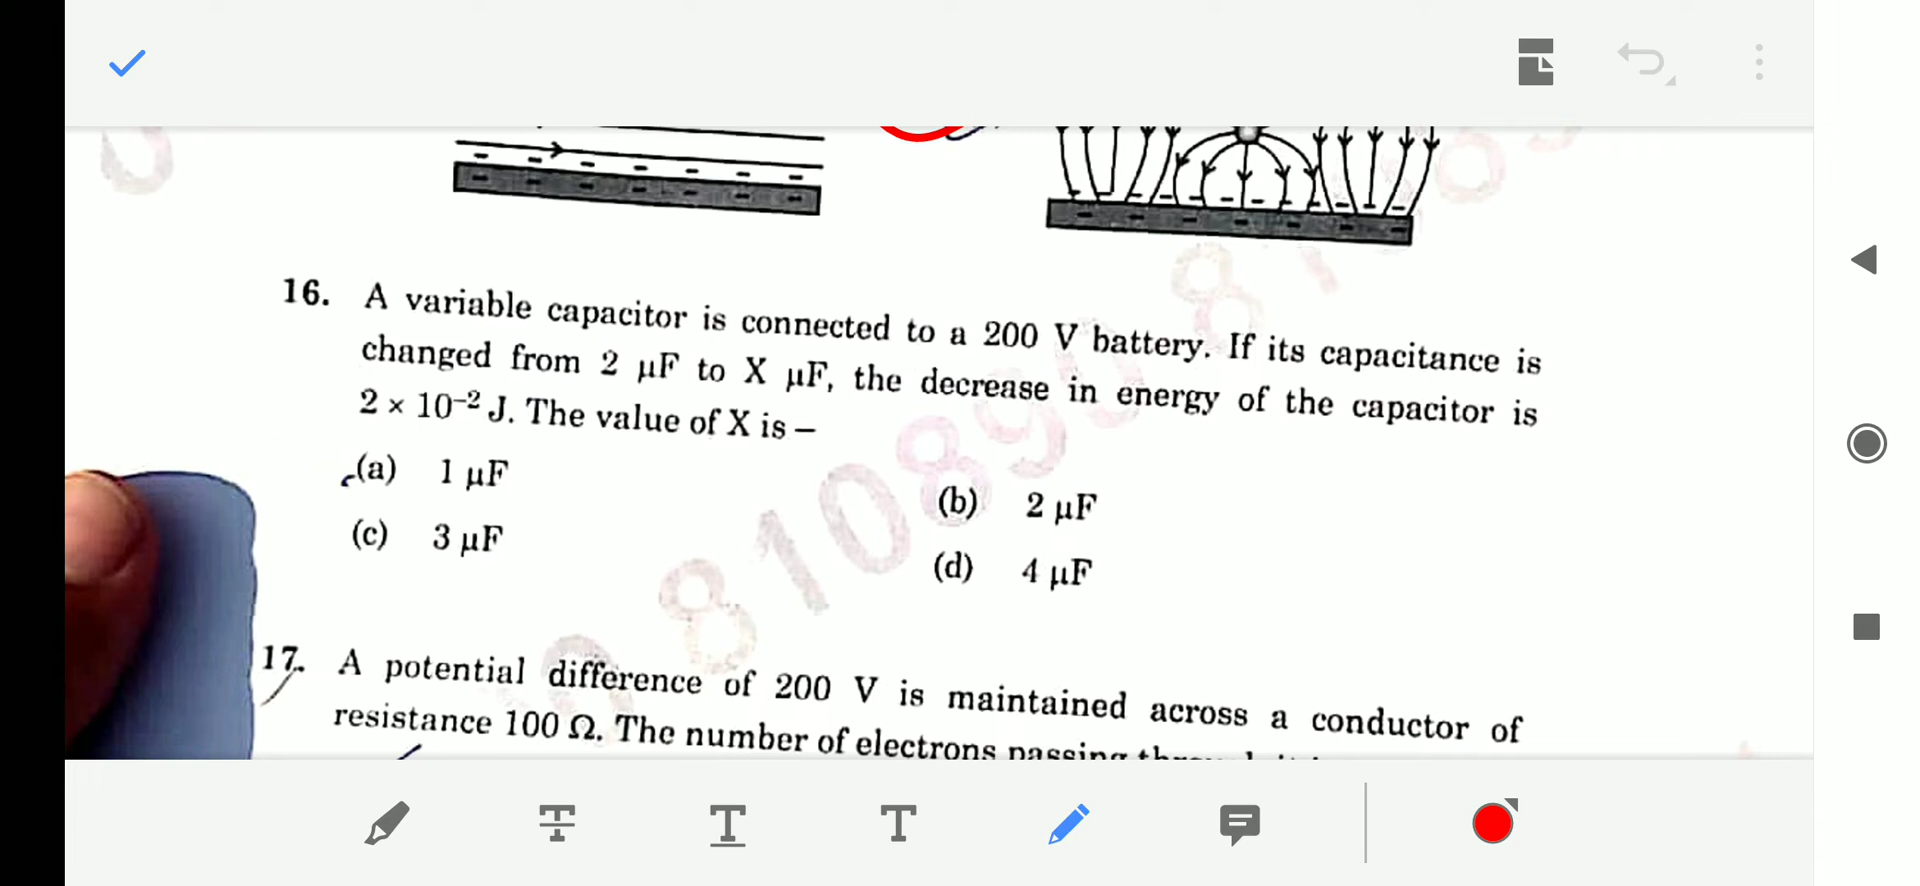 16. A variable capacitor is connected to a 200 V battery. If its capacitance is
changed from 2 μF to X μF, the decrease in energy of the capacitor is
2 × 10⁻² J. The value of X is –
(a) 1 μF
(b) 2 μF
(c) 3 μF
(d) 4 μF
810890
17. A potential difference of 200 V is maintained across a conductor of
resistance 100 Ω. The number of electrons passing